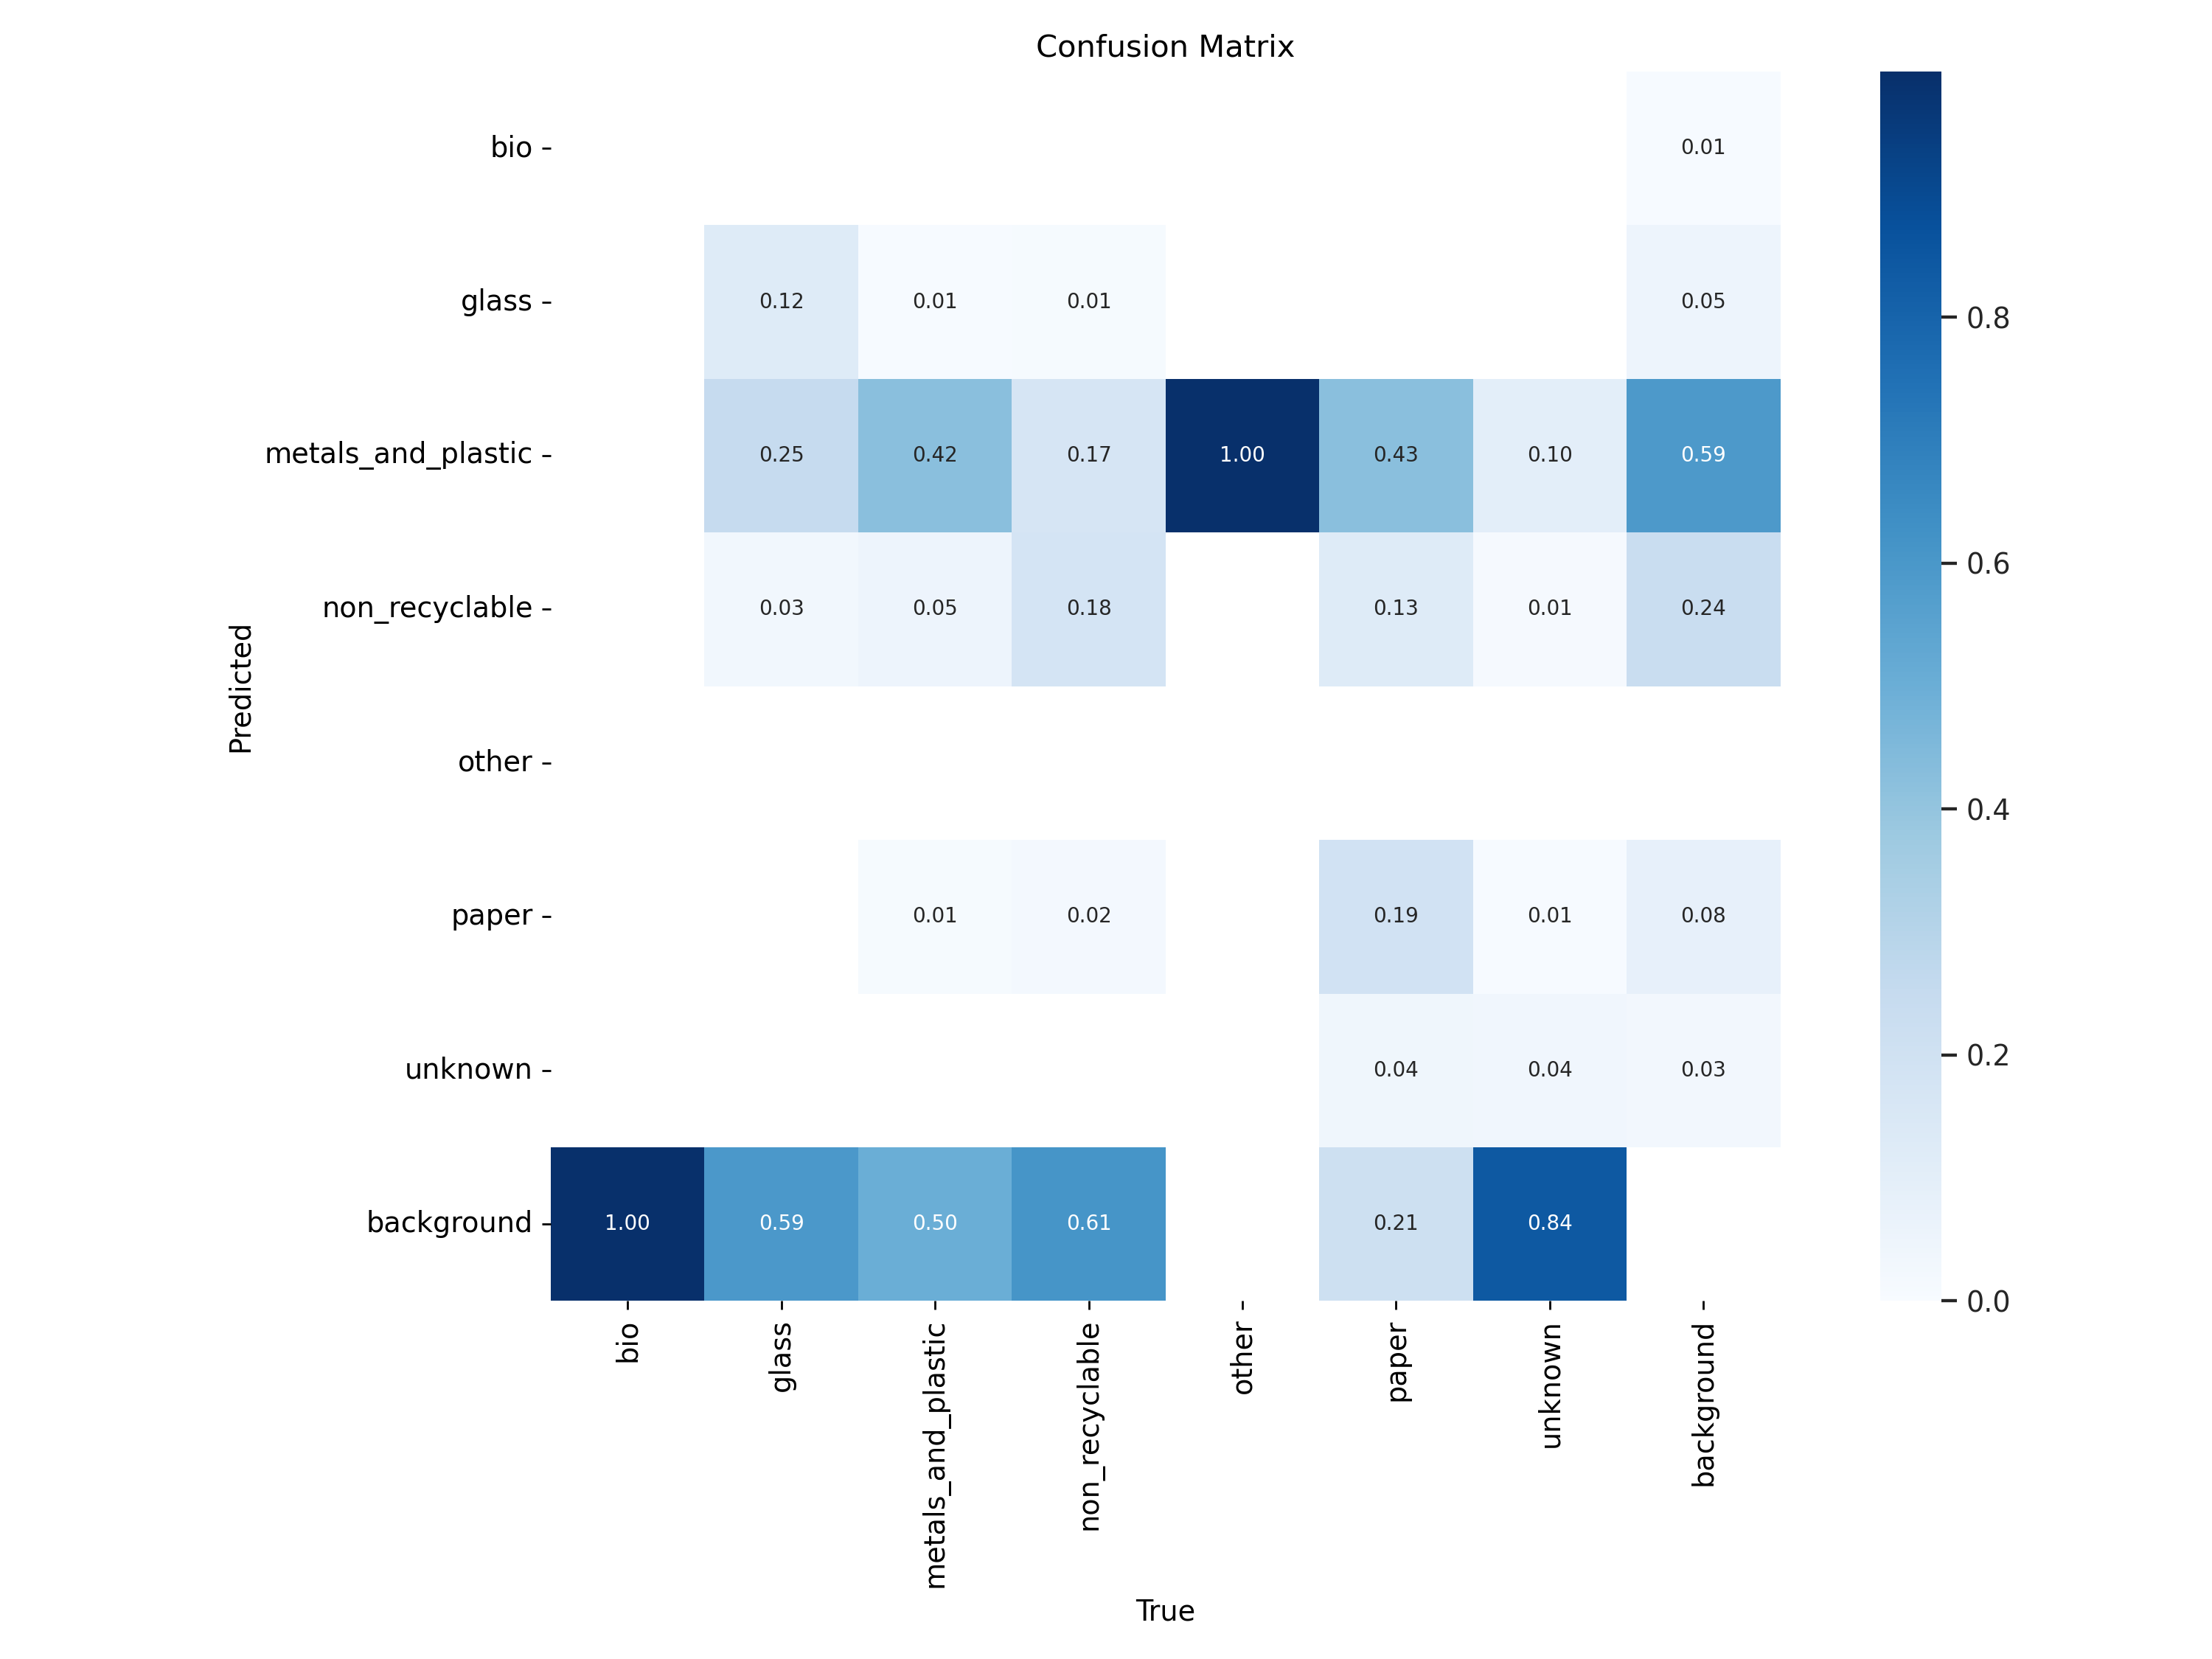 Confusion Matrix
bio
0.01
glass
0.12 0.01 0.01 0.05
metals_and_plastic
0.25 0.42 0.17 1.00 0.43 0.10 0.59
non_recyclable
0.03 0.05 0.18 0.13 0.01 0.24
other
paper
0.01 0.02 0.19 0.01 0.08
unknown
0.04 0.04 0.03
background
1.00 0.59 0.50 0.61 0.21 0.84
Predicted
bio
glass
metals_and_plastic
non_recyclable
other
paper
unknown
background
True
0.8
0.6
0.4
0.2
0.0